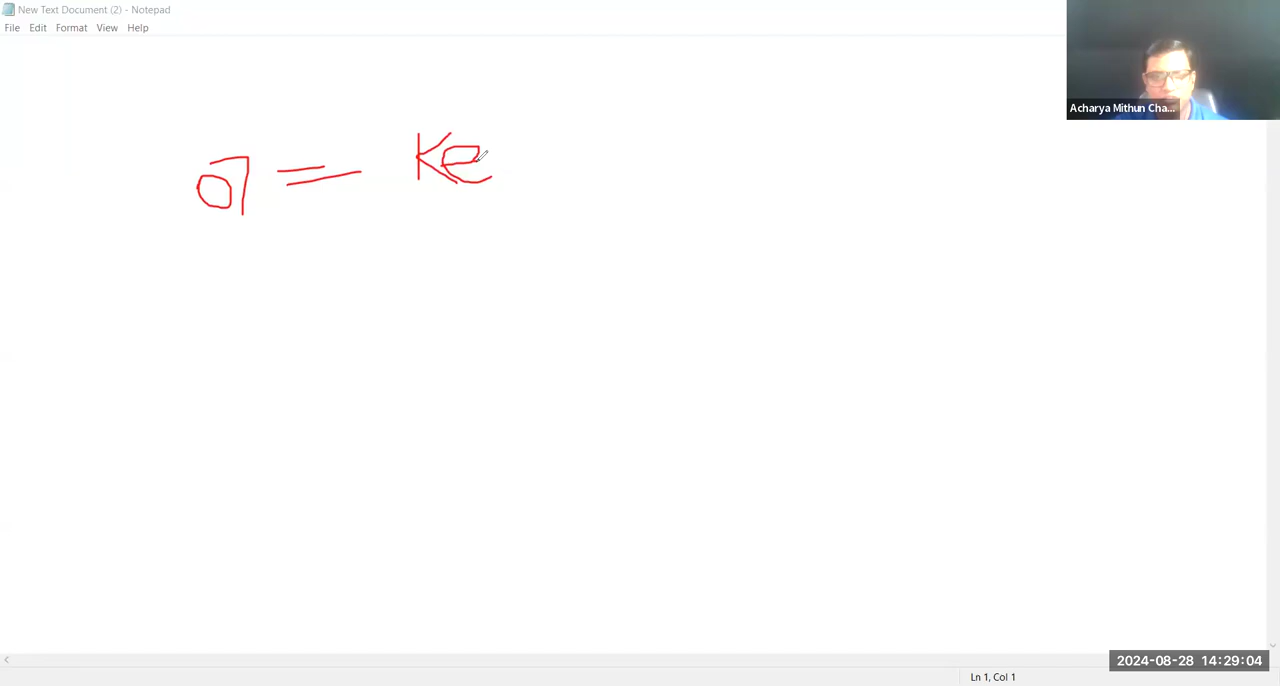 New Text Document (2) - Notepad
File Edit Format View Help
Acharya Mithun Cha...
ण = Ke
2024-08-28 14:29:04
Ln 1, Col 1